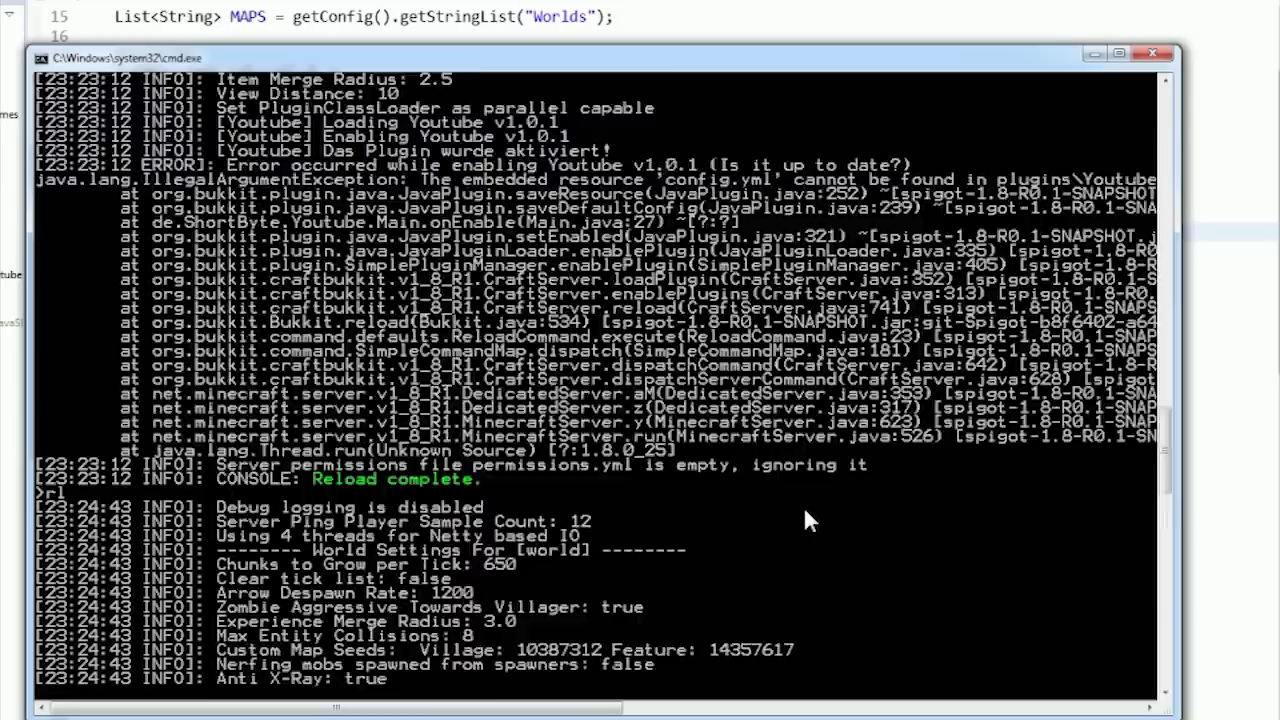 15 List<String> MAPS = getConfig().getStringList("Worlds");
16
C:\Windows\system32\cmd.exe
[23:23:12 INFO]: Item Merge Radius: 2.5
[23:23:12 INFO]: View Distance: 10
[23:23:12 INFO]: Set PluginClassLoader as parallel capable
[23:23:12 INFO]: [Youtube] Loading Youtube v1.0.1
[23:23:12 INFO]: [Youtube] Enabling Youtube v1.0.1
[23:23:12 INFO]: [Youtube] Das Plugin wurde aktiviert!
[23:23:12 ERROR]: Error occurred while enabling Youtube v1.0.1 (Is it up to date?)
java.lang.IllegalArgumentException: The embedded resource 'config.yml' cannot be found in plugins\Youtube
at org.bukkit.plugin.java.JavaPlugin.saveResource(JavaPlugin.java:252) ~[spigot-1.8-R0.1-SNAPSHOT
at org.bukkit.plugin.java.JavaPlugin.saveDefaultConfig(JavaPlugin.java:239) ~[spigot-1.8-R0.1-SNA
at de.ShortByte.Youtube.Main.onEnable(Main.java:27) ~[?:?]
at org.bukkit.plugin.java.JavaPlugin.setEnabled(JavaPlugin.java:321) ~[spigot-1.8-R0.1-SNAPSHOT.j
at org.bukkit.plugin.java.JavaPluginLoader.enablePlugin(JavaPluginLoader.java:335) [spigot-1.8-R0
at org.bukkit.plugin.SimplePluginManager.enablePlugin(SimplePluginManager.java:405) [spigot-1.8-R
at org.bukkit.craftbukkit.v1_8_R1.CraftServer.loadPlugin(CraftServer.java:352) [spigot-1.8-R0.1-S
at org.bukkit.craftbukkit.v1_8_R1.CraftServer.enablePlugins(CraftServer.java:313) [spigot-1.8-R0.
at org.bukkit.craftbukkit.v1_8_R1.CraftServer.reload(CraftServer.java:741) [spigot-1.8-R0.1-SNAPS
at org.bukkit.Bukkit.reload(Bukkit.java:534) [spigot-1.8-R0.1-SNAPSHOT.jar:git-Spigot-b8f6402-a64
at org.bukkit.command.defaults.ReloadCommand.execute(ReloadCommand.java:23) [spigot-1.8-R0.1-SNAP
at org.bukkit.command.SimpleCommandMap.dispatch(SimpleCommandMap.java:181) [spigot-1.8-R0.1-SNAPS
at org.bukkit.craftbukkit.v1_8_R1.CraftServer.dispatchCommand(CraftServer.java:642) [spigot-1.8-R
at org.bukkit.craftbukkit.v1_8_R1.CraftServer.dispatchServerCommand(CraftServer.java:628) [spigot
at net.minecraft.server.v1_8_R1.DedicatedServer.aM(DedicatedServer.java:353) [spigot-1.8-R0.1-SNA
at net.minecraft.server.v1_8_R1.DedicatedServer.z(DedicatedServer.java:317) [spigot-1.8-R0.1-SNAP
at net.minecraft.server.v1_8_R1.MinecraftServer.y(MinecraftServer.java:623) [spigot-1.8-R0.1-SNAP
at net.minecraft.server.v1_8_R1.MinecraftServer.run(MinecraftServer.java:526) [spigot-1.8-R0.1-SN
at java.lang.Thread.run(Unknown Source) [?:1.8.0_25]
[23:23:12 INFO]: Server permissions file permissions.yml is empty, ignoring it
[23:23:12 INFO]: CONSOLE: Reload complete.
>rl
[23:24:43 INFO]: Debug logging is disabled
[23:24:43 INFO]: Server Ping Player Sample Count: 12
[23:24:43 INFO]: Using 4 threads for Netty based IO
[23:24:43 INFO]: -------- World Settings For [world] --------
[23:24:43 INFO]: Chunks to Grow per Tick: 650
[23:24:43 INFO]: Clear tick list: false
[23:24:43 INFO]: Arrow Despawn Rate: 1200
[23:24:43 INFO]: Zombie Aggressive Towards Villager: true
[23:24:43 INFO]: Experience Merge Radius: 3.0
[23:24:43 INFO]: Max Entity Collisions: 8
[23:24:43 INFO]: Custom Map Seeds:  Village: 10387312 Feature: 14357617
[23:24:43 INFO]: Nerfing mobs spawned from spawners: false
[23:24:43 INFO]: Anti X-Ray: true